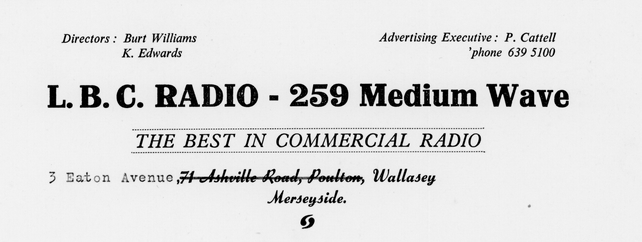 Directors: Burt Williams
K. Edwards
Advertising Executive: P. Cattell
'phone 639 5100
L. B. C. RADIO - 259 Medium Wave
THE BEST IN COMMERCIAL RADIO
3 Eaton Avenue, 71 Ashville Road, Poulton, Wallasey
Merseyside.